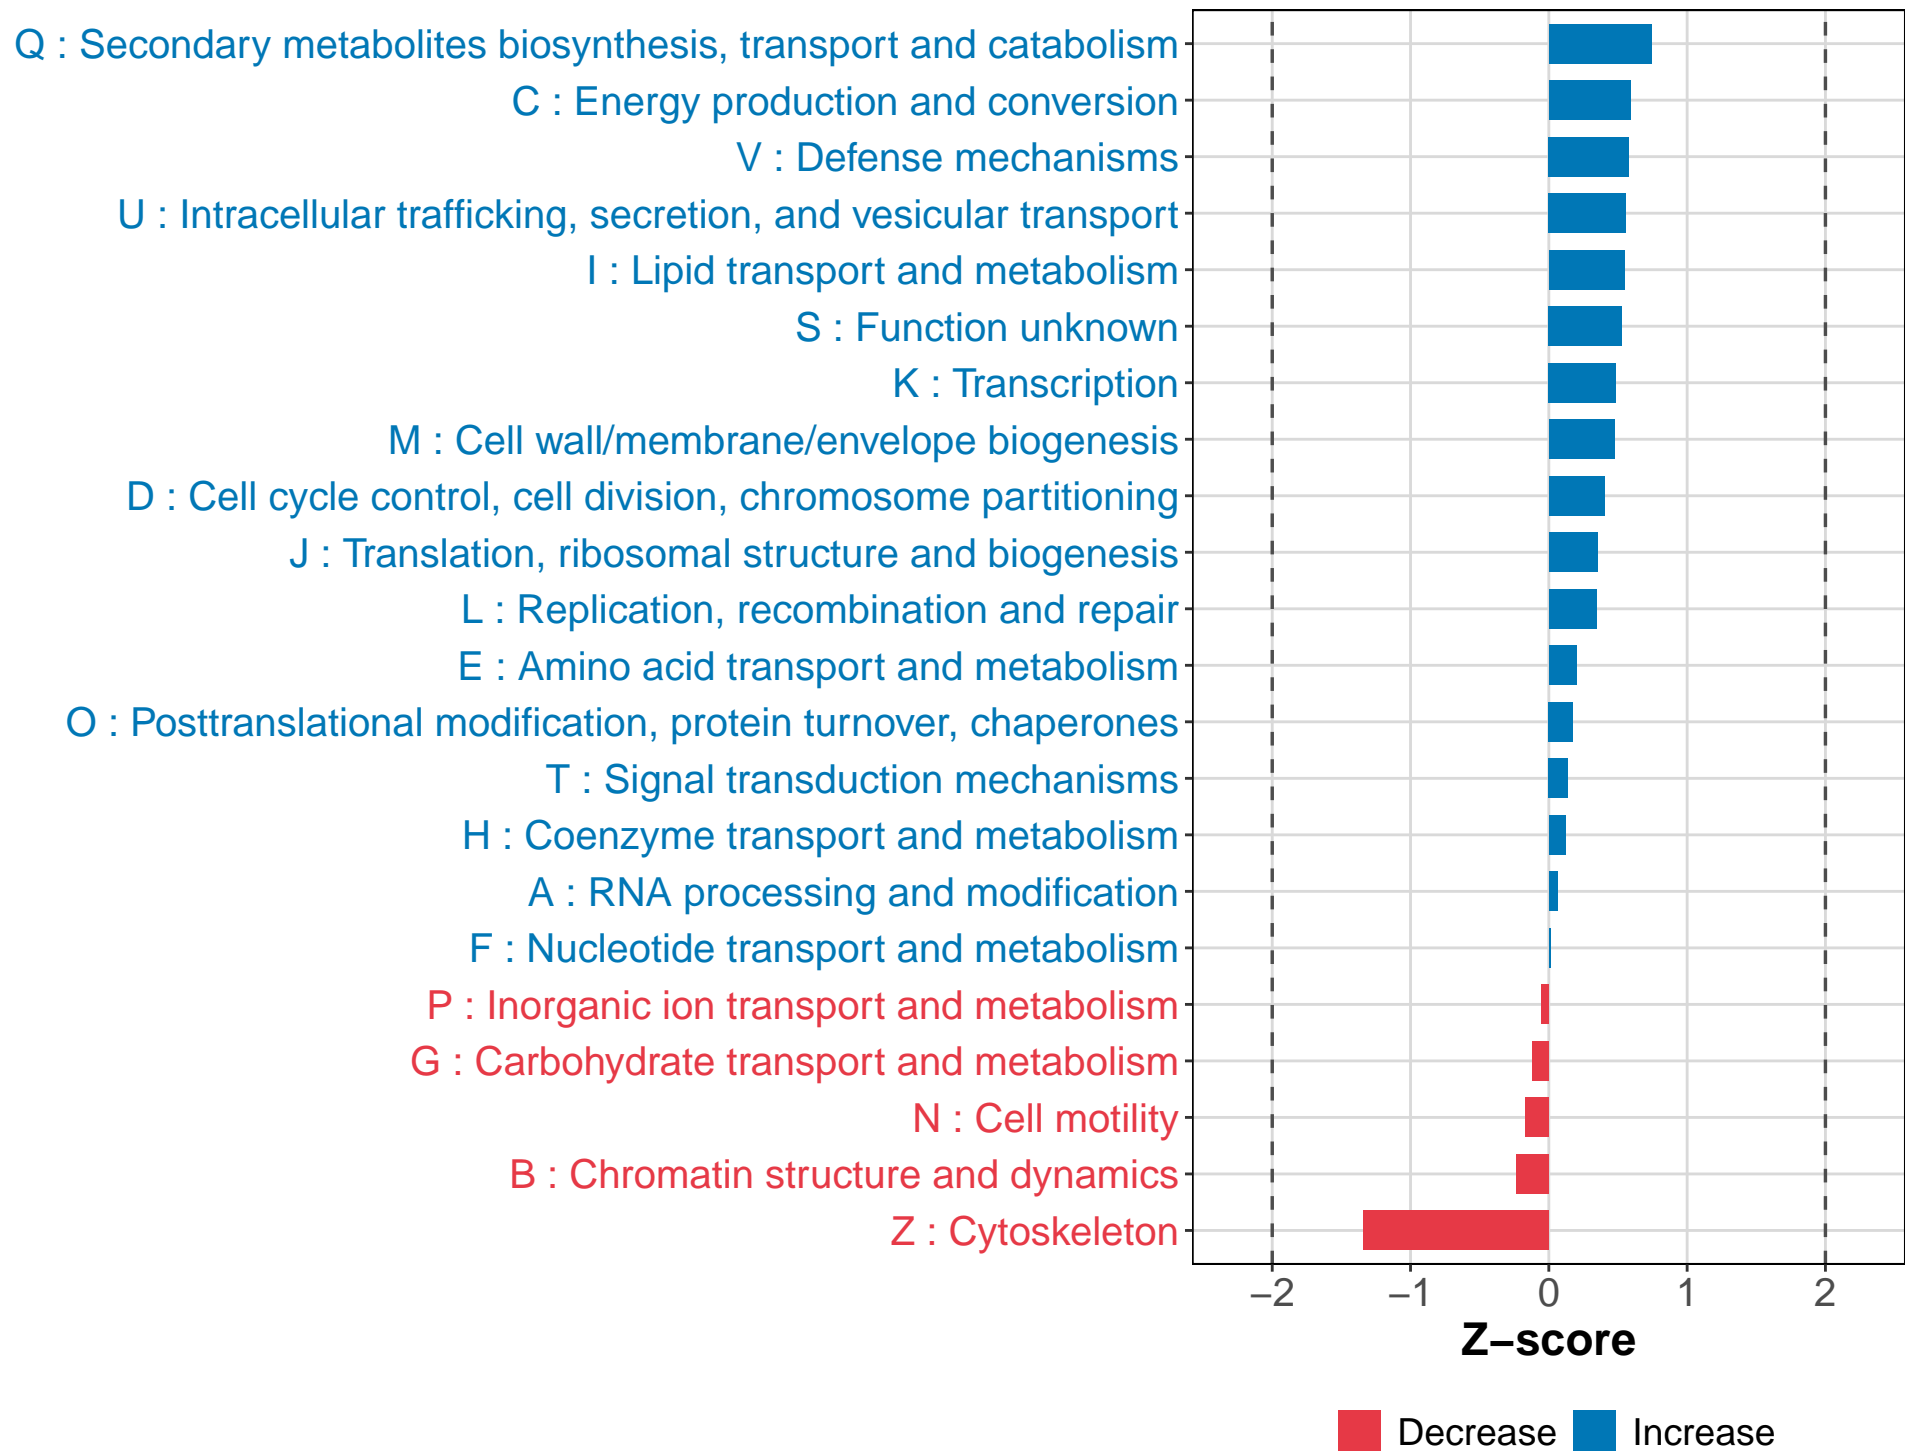 Q : Secondary metabolites biosynthesis, transport and catabolism
C : Energy production and conversion
V : Defense mechanisms
U : Intracellular trafficking, secretion, and vesicular transport
I : Lipid transport and metabolism
S : Function unknown
K : Transcription
M : Cell wall/membrane/envelope biogenesis
D : Cell cycle control, cell division, chromosome partitioning
J : Translation, ribosomal structure and biogenesis
L : Replication, recombination and repair
E : Amino acid transport and metabolism
O : Posttranslational modification, protein turnover, chaperones
T : Signal transduction mechanisms
H : Coenzyme transport and metabolism
A : RNA processing and modification
F : Nucleotide transport and metabolism
P : Inorganic ion transport and metabolism
G : Carbohydrate transport and metabolism
N : Cell motility
B : Chromatin structure and dynamics
Z : Cytoskeleton
−2 −1 0 1 2
Z−score
Decrease Increase